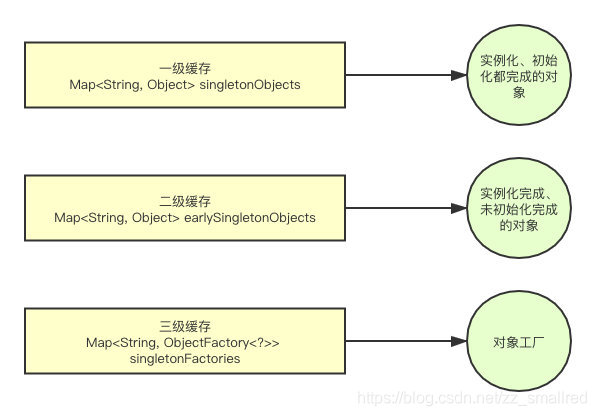 一级缓存
Map<String, Object> singletonObjects
实例化、初始
化都完成的对
象
二级缓存
Map<String, Object> earlySingletonObjects
实例化完成、
未初始化完成
的对象
三级缓存
Map<String, ObjectFactory<?>>
singletonFactories
对象工厂
https://blog.csdn.net/zz_smallred